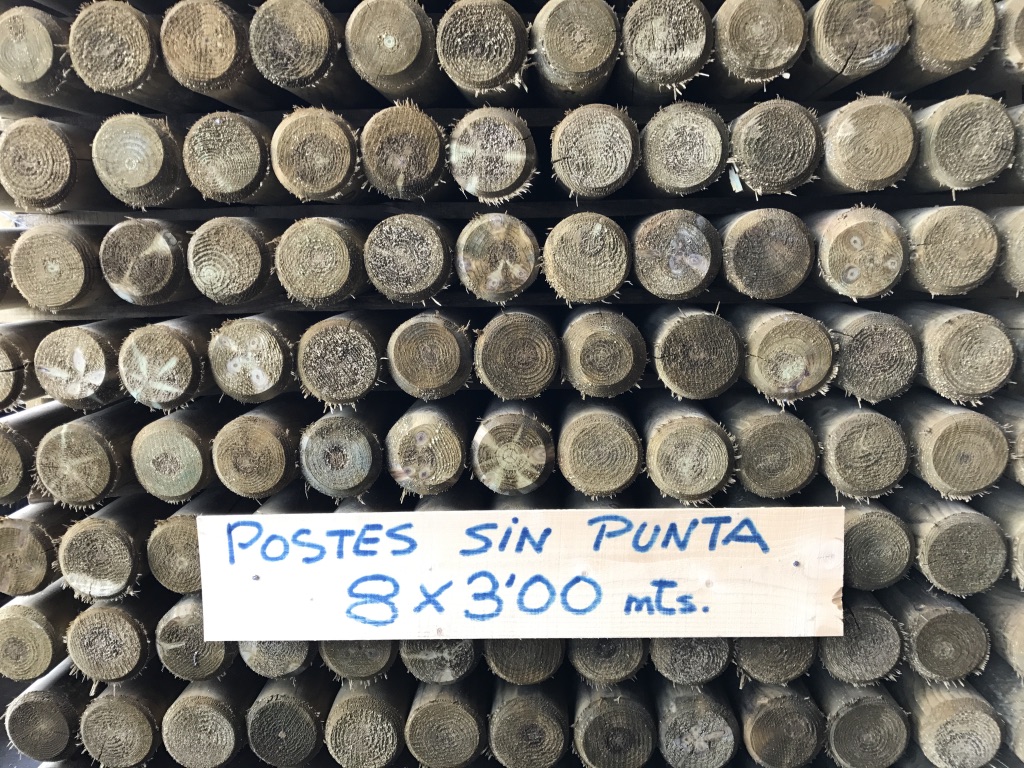 POSTES SiN PUNTA
8 x 3'00 mts.